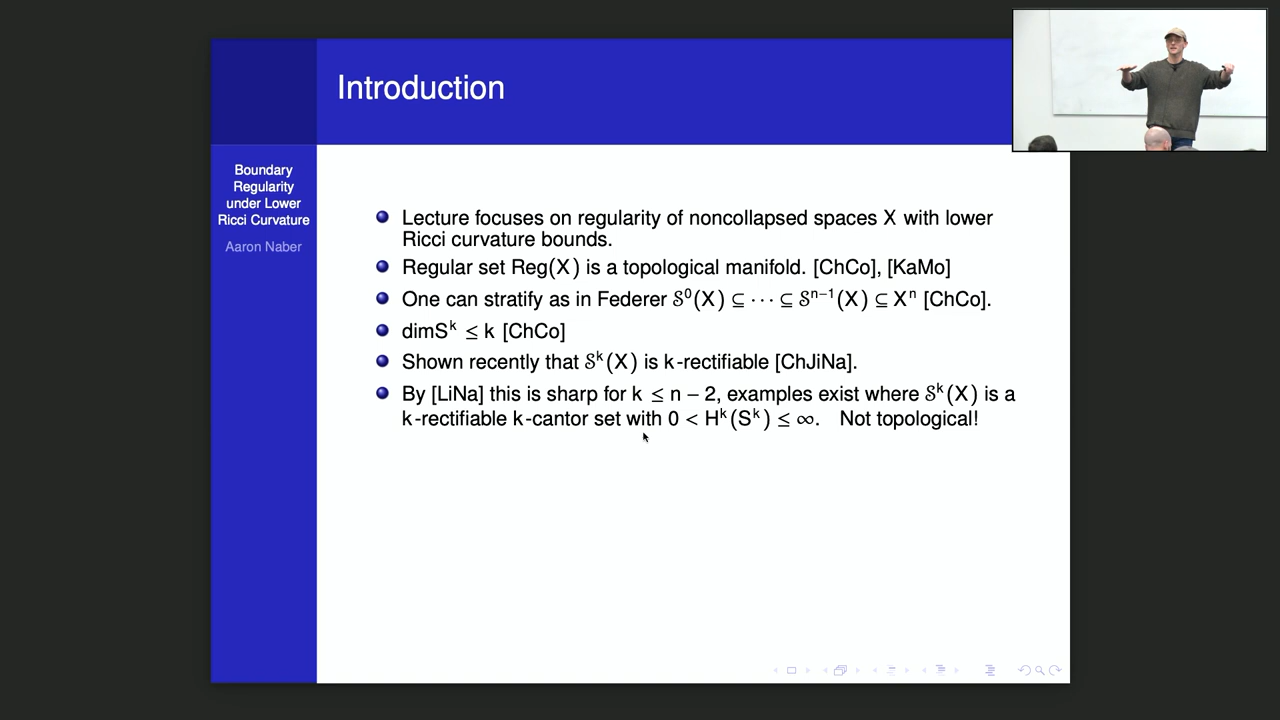 Introduction
Boundary
Regularity
under Lower
Ricci Curvature
Aaron Naber
Lecture focuses on regularity of noncollapsed spaces X with lower
Ricci curvature bounds.
Regular set Reg(X) is a topological manifold. [ChCo], [KaMo]
One can stratify as in Federer 𝒮⁰(X) ⊆ ⋯ ⊆ 𝒮ⁿ⁻¹(X) ⊆ Xⁿ [ChCo].
dimSᵏ ≤ k [ChCo]
Shown recently that 𝒮ᵏ(X) is k-rectifiable [ChJiNa].
By [LiNa] this is sharp for k ≤ n − 2, examples exist where 𝒮ᵏ(X) is a
k-rectifiable k-cantor set with 0 < Hᵏ(Sᵏ) ≤ ∞. Not topological!